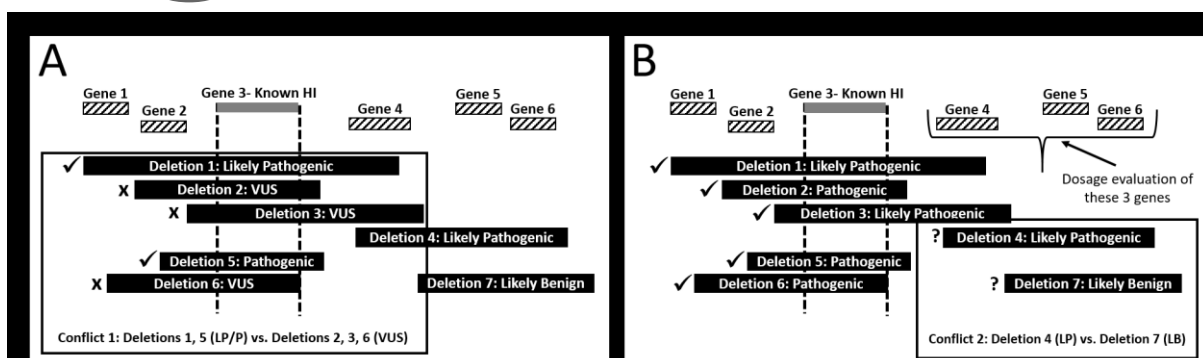 A
Gene 1
Gene 2
Gene 3- Known HI
Gene 4
Gene 5
Gene 6
Deletion 1: Likely Pathogenic
x Deletion 2: VUS
x Deletion 3: VUS
Deletion 4: Likely Pathogenic
Deletion 5: Pathogenic
x Deletion 6: VUS
Deletion 7: Likely Benign
Conflict 1: Deletions 1, 5 (LP/P) vs. Deletions 2, 3, 6 (VUS)
B
Gene 1
Gene 2
Gene 3- Known HI
Gene 4
Gene 5
Gene 6
Dosage evaluation of
these 3 genes
Deletion 1: Likely Pathogenic
Deletion 2: Pathogenic
Deletion 3: Likely Pathogenic
? Deletion 4: Likely Pathogenic
Deletion 5: Pathogenic
Deletion 6: Pathogenic
? Deletion 7: Likely Benign
Conflict 2: Deletion 4 (LP) vs. Deletion 7 (LB)